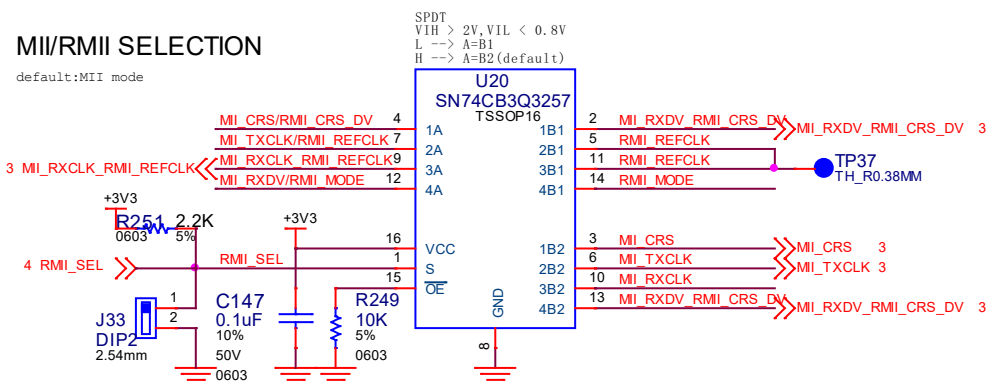 SPDT
VIH > 2V,VIL < 0.8V
L --> A=B1
H --> A=B2(default)
MII/RMII SELECTION
default:MII mode
U20
SN74CB3Q3257
TSSOP16
MII_CRS/RMII_CRS_DV 4 1A
MII_TXCLK/RMII_REFCLK 7 2A
3 MII_RXCLK_RMII_REFCLK MII_RXCLK_RMII_REFCLK 9 3A
MII_RXDV/RMII_MODE 12 4A
1B1 2 MII_RXDV_RMII_CRS_DV MII_RXDV_RMII_CRS_DV 3
2B1 5 RMII_REFCLK
3B1 11 RMII_REFCLK
4B1 14 RMII_MODE
TP37
TH_R0.38MM
+3V3
R251 2.2K
0603 5%
+3V3
16 VCC
4 RMII_SEL RMII_SEL 1 S
15 OE
GND
8
1B2 3 MII_CRS MII_CRS 3
2B2 6 MII_TXCLK MII_TXCLK 3
3B2 10 MII_RXCLK
4B2 13 MII_RXDV_RMII_CRS_DV MII_RXDV_RMII_CRS_DV 3
1
2
J33
DIP2
2.54mm
C147
0.1uF
10%
50V
0603
R249
10K
5%
0603